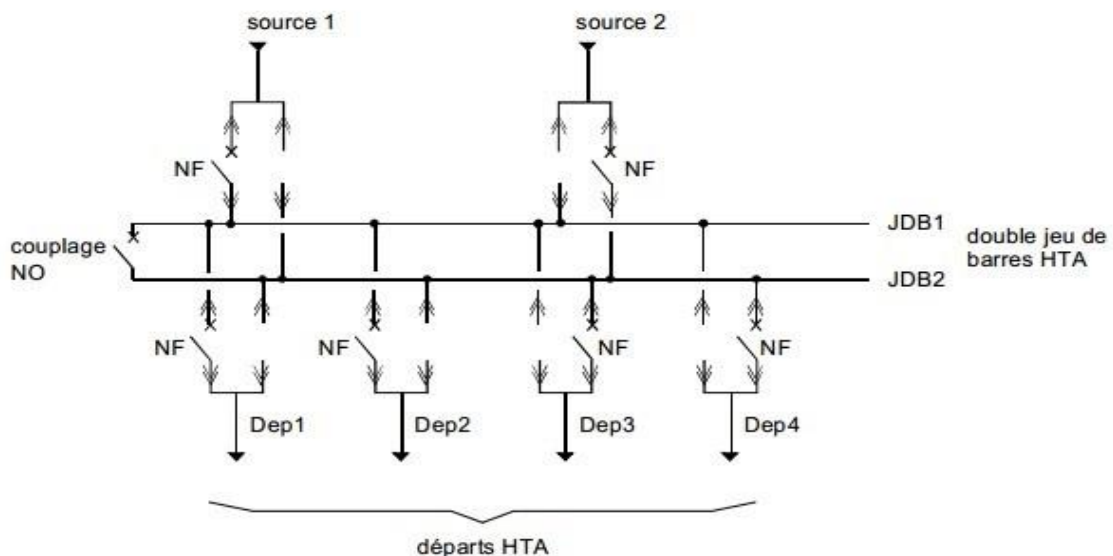 source 1
source 2
NF
NF
JDB1
couplage
NO
double jeu de
barres HTA
JDB2
NF
NF
NF
NF
Dep1
Dep2
Dep3
Dep4
départs HTA